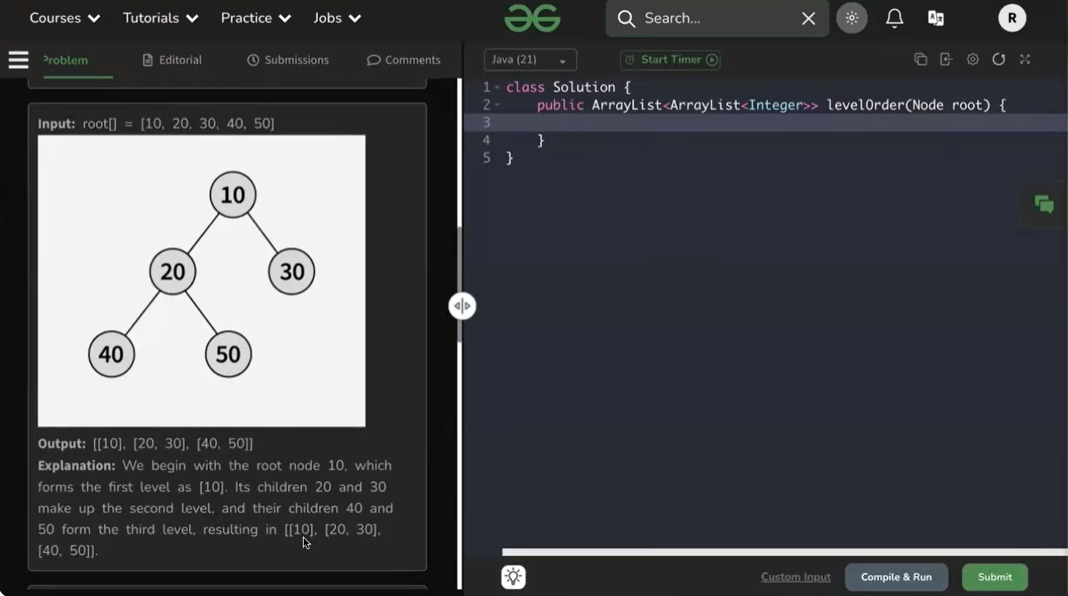 Courses Tutorials Practice Jobs Search... R
Problem Editorial Submissions Comments
Java (21) Start Timer
Input: root[] = [10, 20, 30, 40, 50]
10
20 30
40 50
Output: [[10], [20, 30], [40, 50]]
Explanation: We begin with the root node 10, which
forms the first level as [10]. Its children 20 and 30
make up the second level, and their children 40 and
50 form the third level, resulting in [[10], [20, 30],
[40, 50]].
1 class Solution {
2 public ArrayList<ArrayList<Integer>> levelOrder(Node root) {
3
4 }
5 }
Custom Input Compile & Run Submit